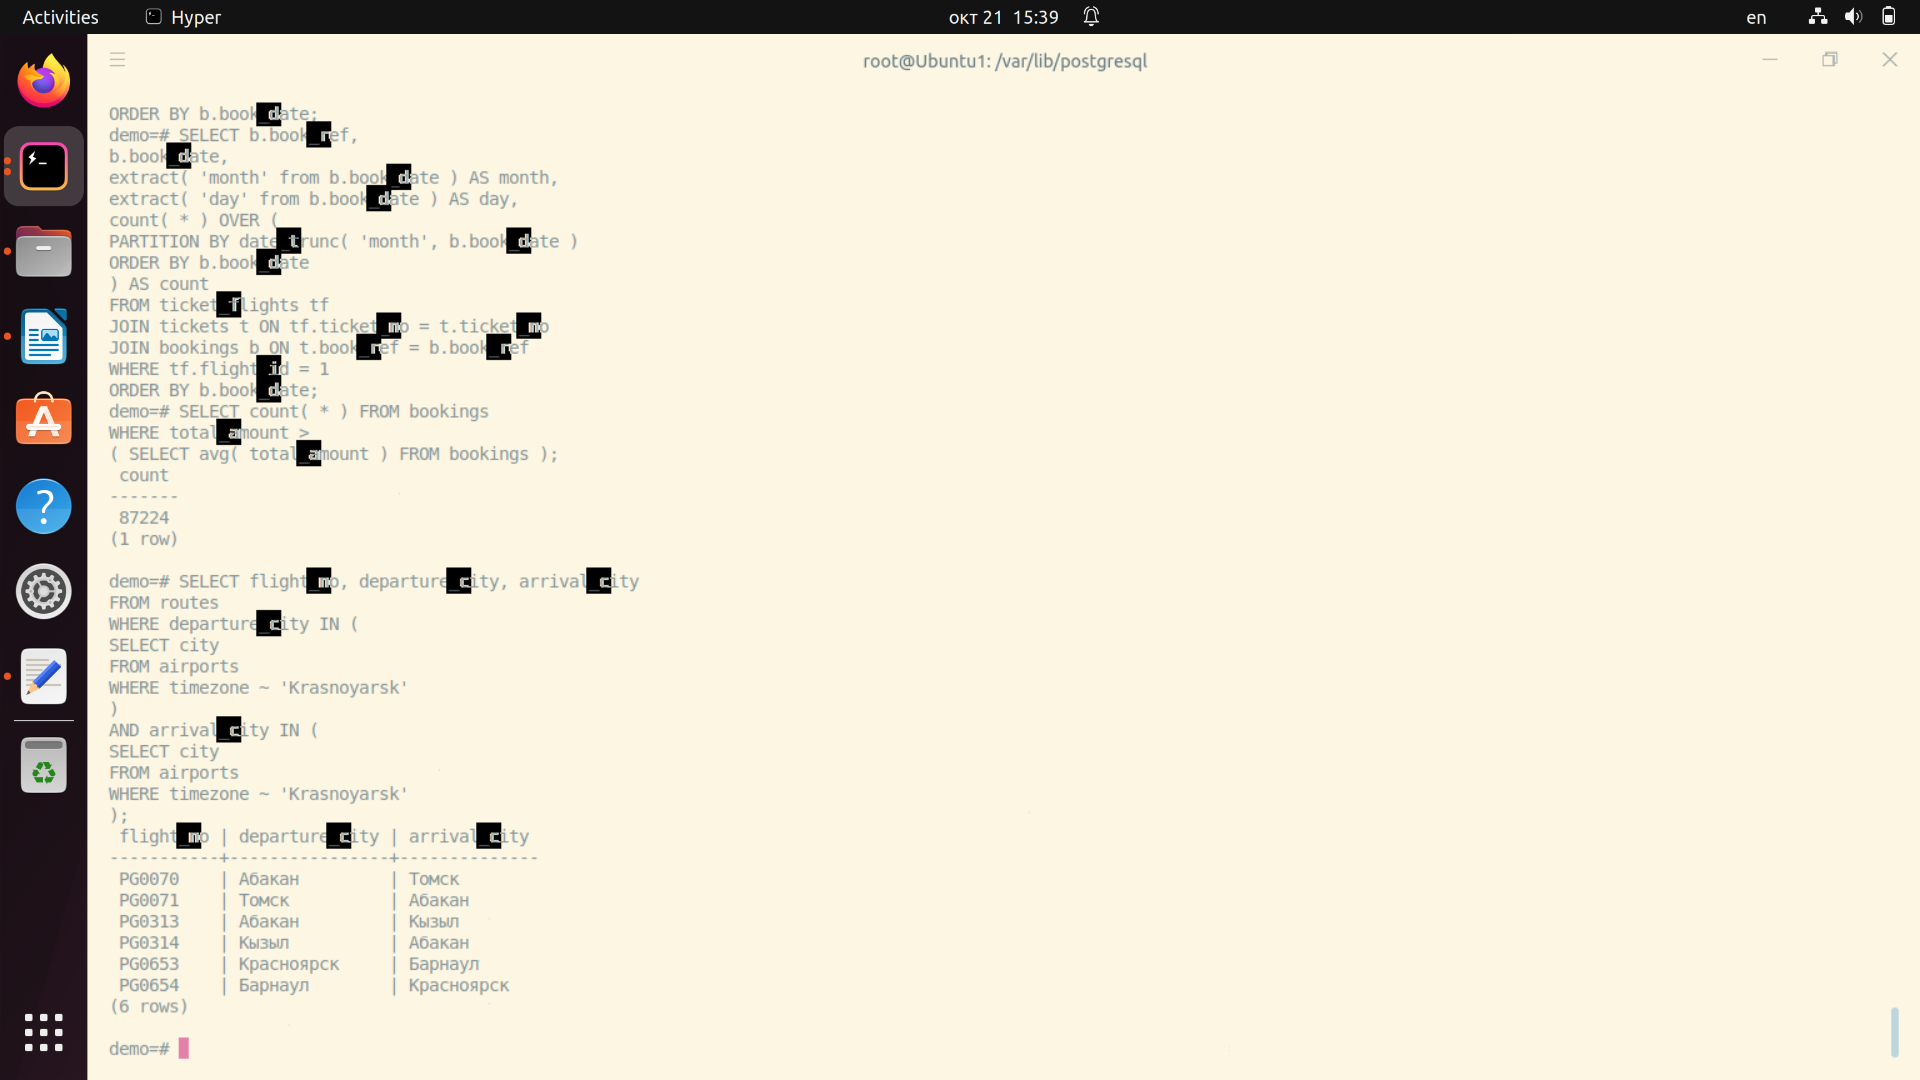 Activities
Hyper
окт 21 15:39
en
root@Ubuntu1: /var/lib/postgresql
ORDER BY b.book_date;
demo=# SELECT b.book_ref,
b.book_date,
extract( 'month' from b.book_date ) AS month,
extract( 'day' from b.book_date ) AS day,
count( * ) OVER (
PARTITION BY date_trunc( 'month', b.book_date )
ORDER BY b.book_date
) AS count
FROM ticket_flights tf
JOIN tickets t ON tf.ticket_no = t.ticket_no
JOIN bookings b ON t.book_ref = b.book_ref
WHERE tf.flight_id = 1
ORDER BY b.book_date;
demo=# SELECT count( * ) FROM bookings
WHERE total_amount >
( SELECT avg( total_amount ) FROM bookings );
count
-------
87224
(1 row)
demo=# SELECT flight_no, departure_city, arrival_city
FROM routes
WHERE departure_city IN (
SELECT city
FROM airports
WHERE timezone ~ 'Krasnoyarsk'
)
AND arrival_city IN (
SELECT city
FROM airports
WHERE timezone ~ 'Krasnoyarsk'
);
flight_no | departure_city | arrival_city
-----------+----------------+--------------
PG0070 | Абакан | Томск
PG0071 | Томск | Абакан
PG0313 | Абакан | Кызыл
PG0314 | Кызыл | Абакан
PG0653 | Красноярск | Барнаул
PG0654 | Барнаул | Красноярск
(6 rows)
demo=#